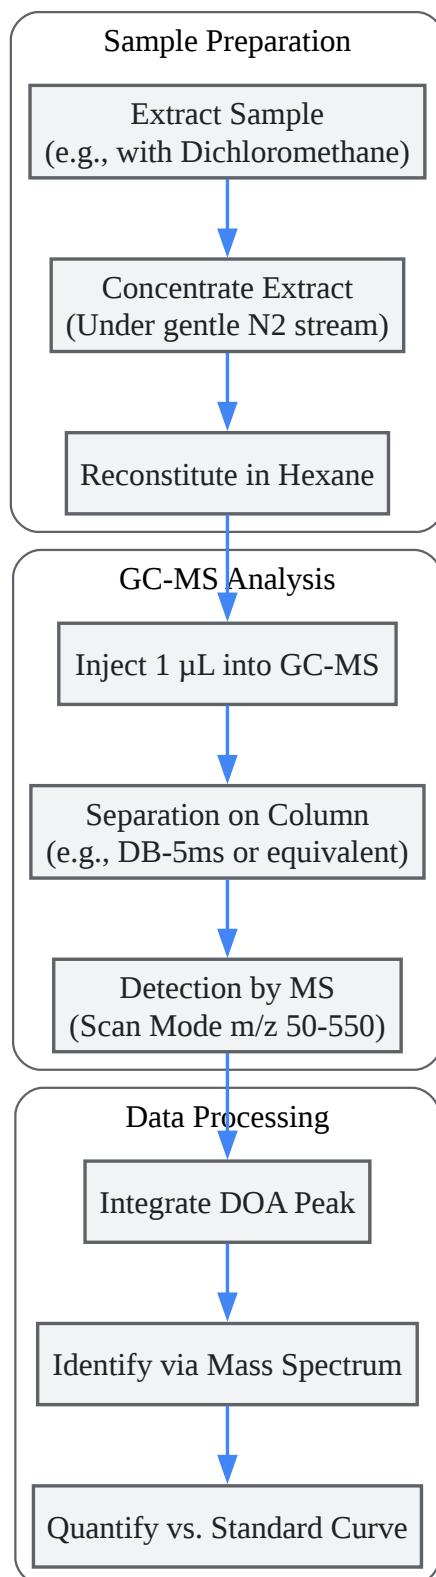 Sample Preparation
Extract Sample
(e.g., with Dichloromethane)
Concentrate Extract
(Under gentle N2 stream)
Reconstitute in Hexane
GC-MS Analysis
Inject 1 µL into GC-MS
Separation on Column
(e.g., DB-5ms or equivalent)
Detection by MS
(Scan Mode m/z 50-550)
Data Processing
Integrate DOA Peak
Identify via Mass Spectrum
Quantify vs. Standard Curve